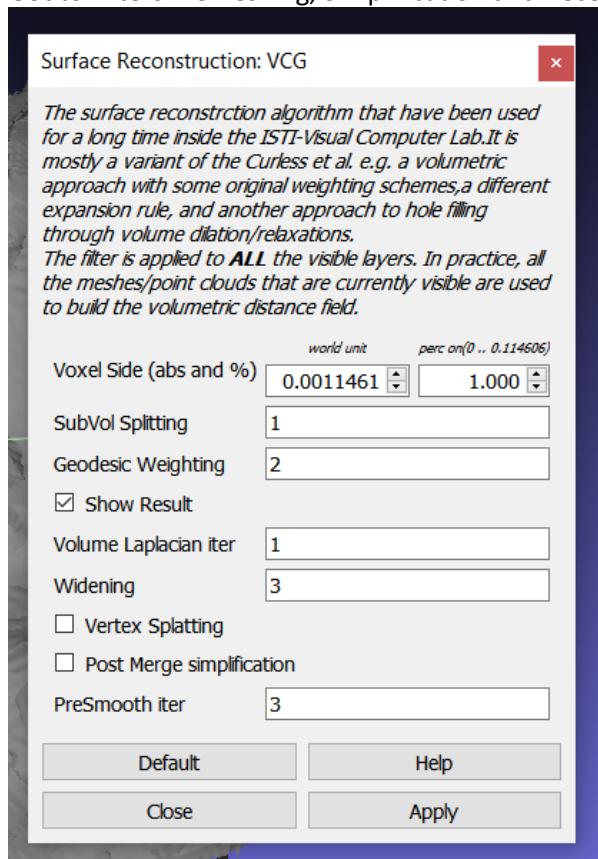 Surface Reconstruction: VCG
The surface reconstrction algorithm that have been used
for a long time inside the ISTI-Visual Computer Lab.It is
mostly a variant of the Curless et al. e.g. a volumetric
approach with some original weighting schemes,a different
expansion rule, and another approach to hole filling
through volume dilation/relaxations.
The filter is applied to ALL the visible layers. In practice, all
the meshes/point clouds that are currently visible are used
to build the volumetric distance field.
world unit perc on(0 .. 0.114606)
Voxel Side (abs and %) 0.0011461 1.000
SubVol Splitting 1
Geodesic Weighting 2
Show Result
Volume Laplacian iter 1
Widening 3
Vertex Splatting
Post Merge simplification
PreSmooth iter 3
Default Help
Close Apply